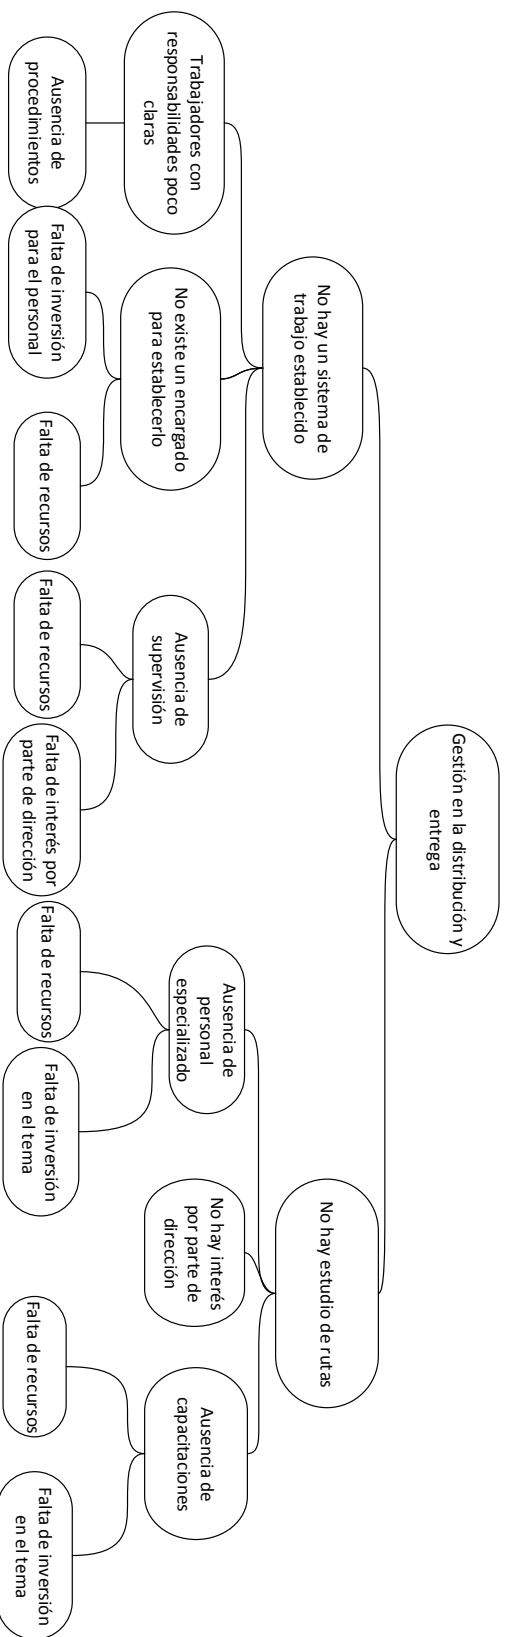 Gestión en la distribución y
entrega
No hay un sistema de
trabajo establecido
No hay estudio de rutas
Trabajadores con
responsabilidades poco
claras
No existe un encargado
para establecerlo
Ausencia de
supervisión
Ausencia de
personal
especializado
No hay interés
por parte de
dirección
Ausencia de
capacitaciones
Ausencia de
procedimientos
Falta de inversión
para el personal
Falta de recursos
Falta de recursos
Falta de interés por
parte de dirección
Falta de recursos
Falta de inversión
en el tema
Falta de recursos
Falta de inversión
en el tema